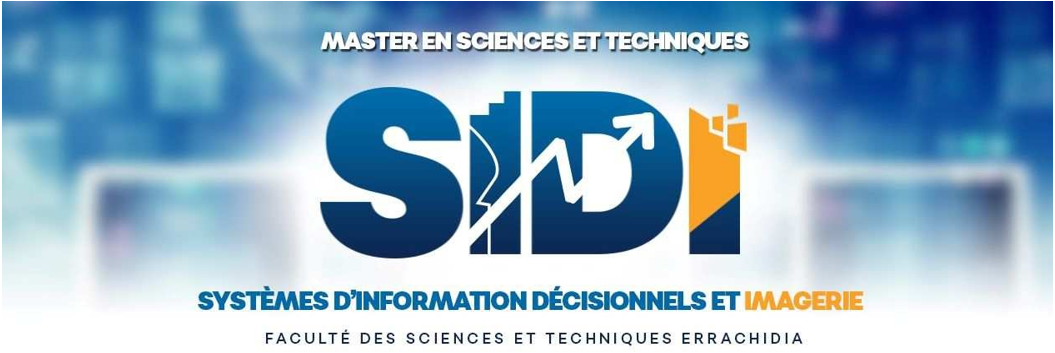 MASTER EN SCIENCES ET TECHNIQUES
SIDI
SYSTÈMES D'INFORMATION DÉCISIONNELS ET IMAGERIE
FACULTÉ DES SCIENCES ET TECHNIQUES ERRACHIDIA